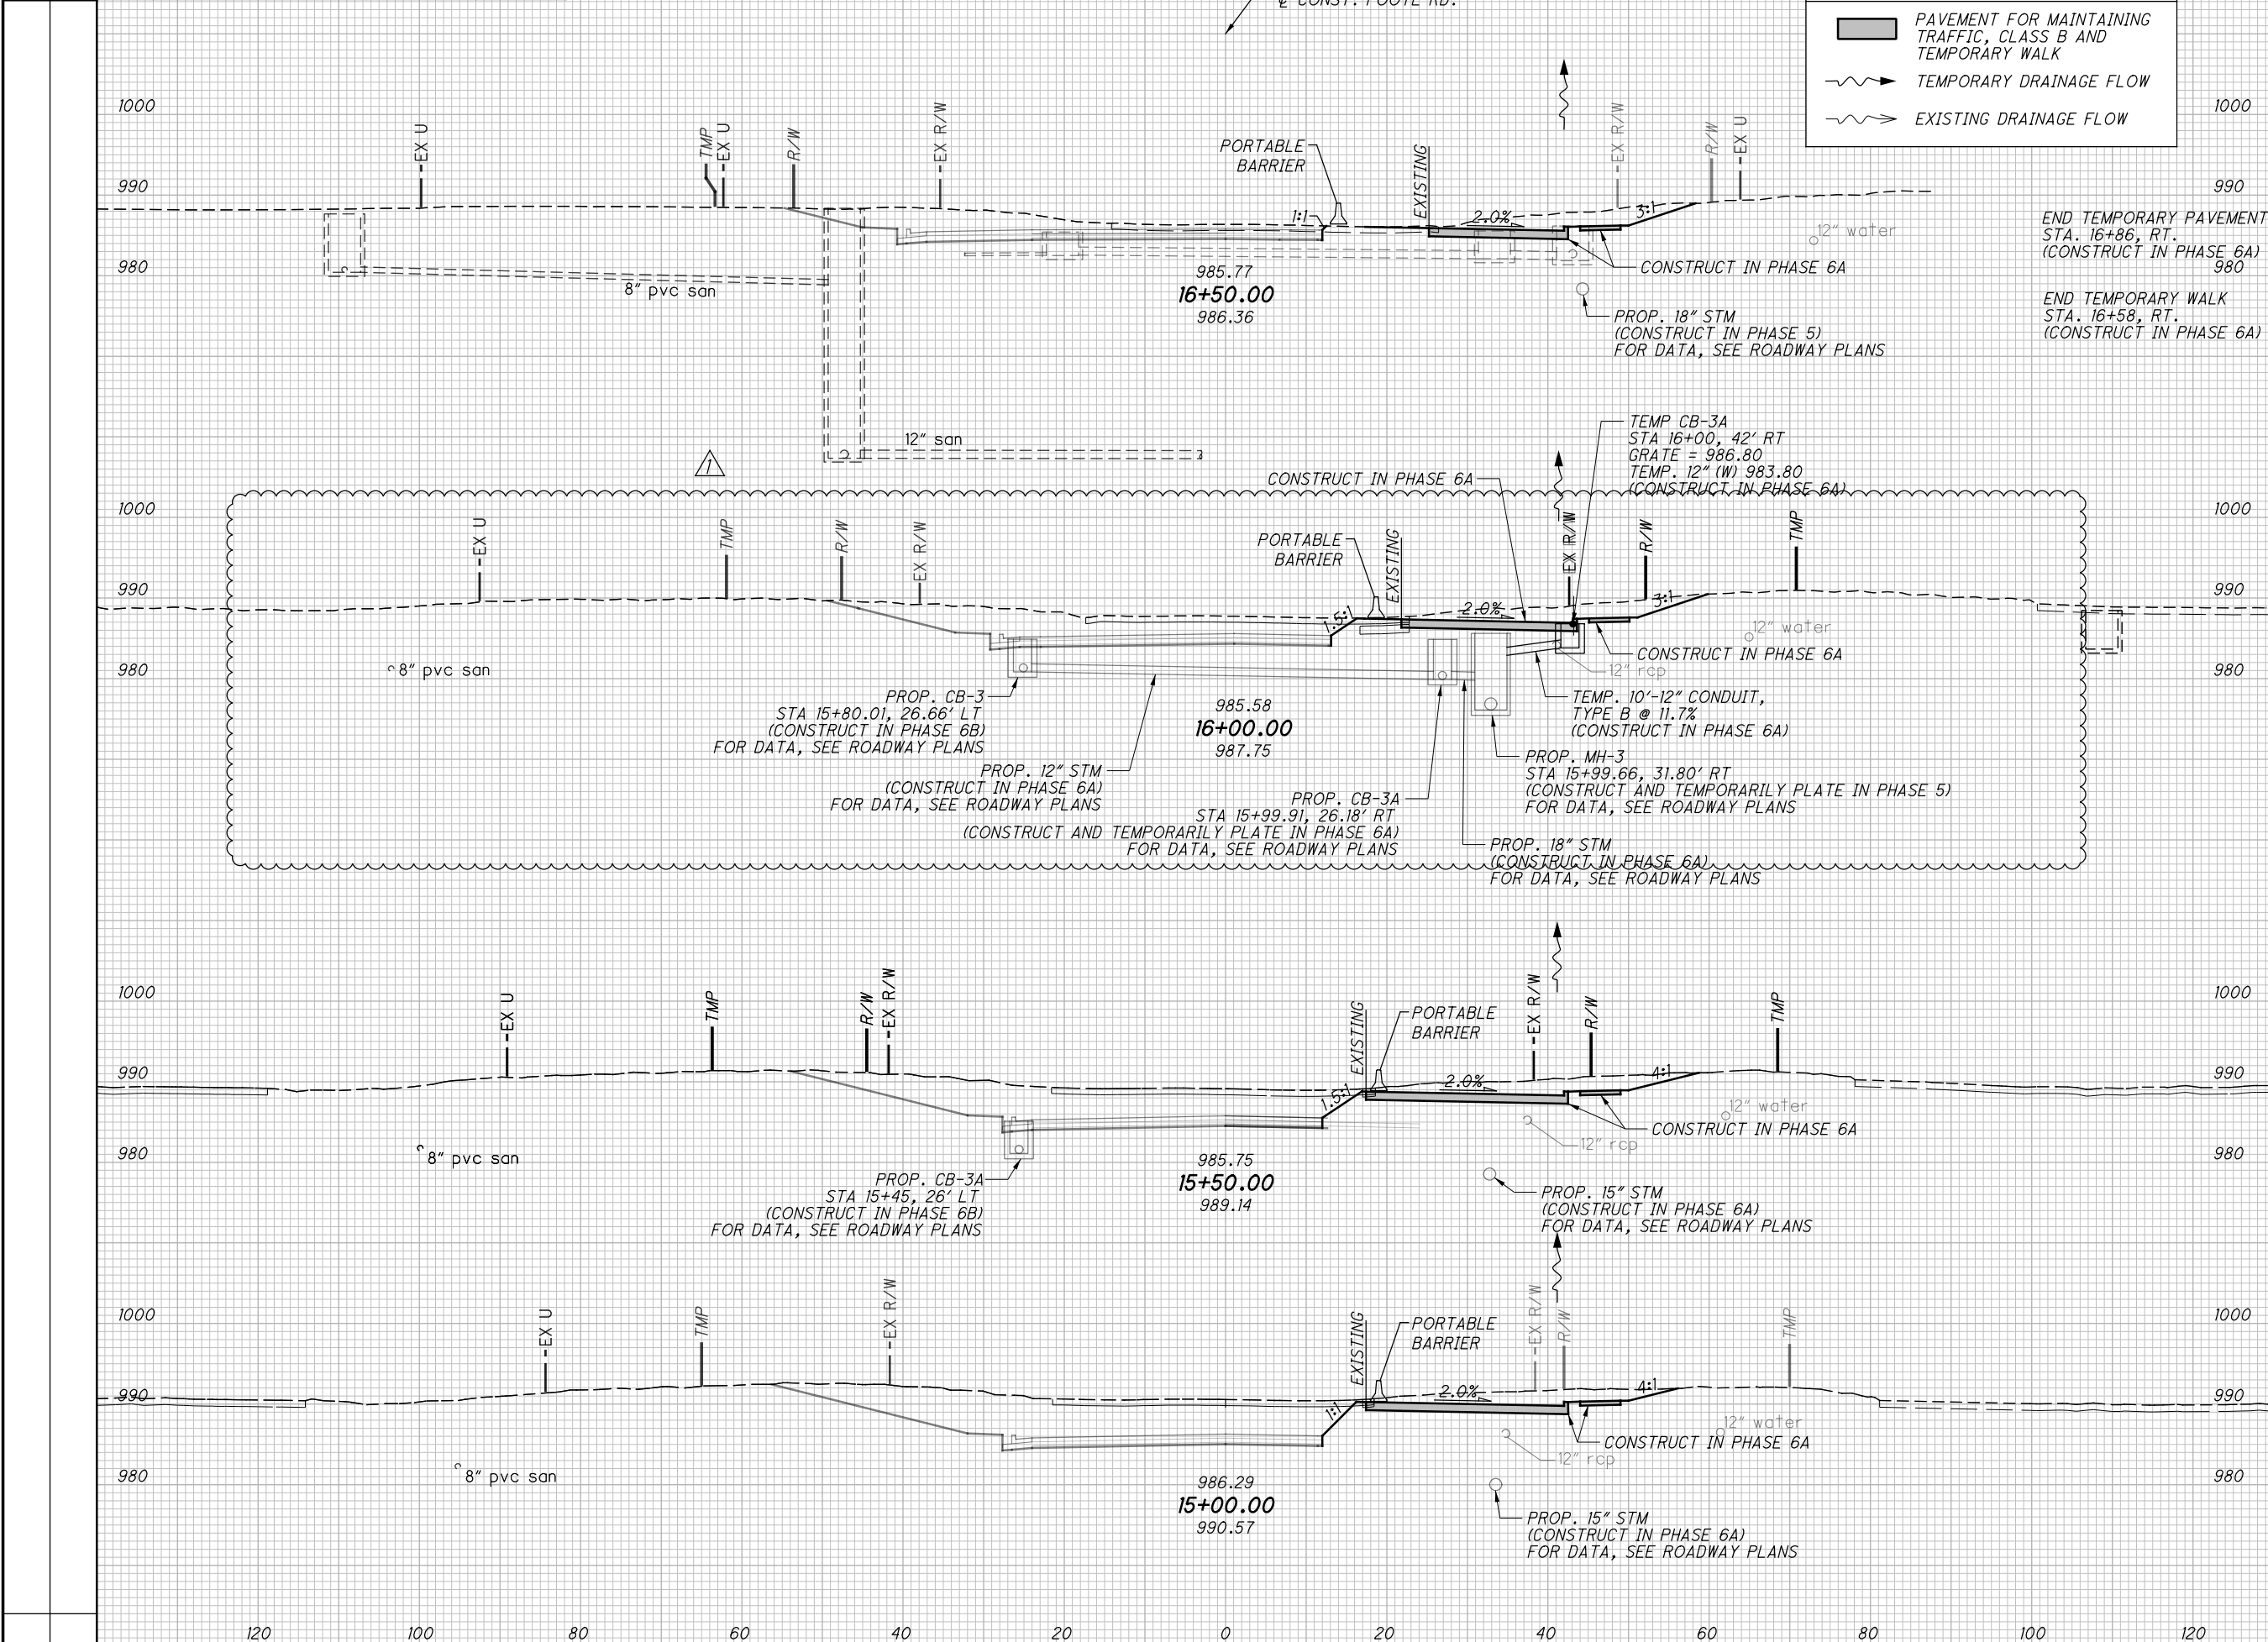 ℄ CONST. FOOTE RD.
PAVEMENT FOR MAINTAINING
TRAFFIC, CLASS B AND
TEMPORARY WALK
TEMPORARY DRAINAGE FLOW
EXISTING DRAINAGE FLOW
1000
1000
EX U
TMP
EX U
R/W
EX R/W
PORTABLE
BARRIER
EXISTING
EX R/W
R/W
EX U
990
990
1:1
2.0%
3:1
12" water
END TEMPORARY PAVEMENT
STA. 16+86, RT.
(CONSTRUCT IN PHASE 6A)
980
980
8" pvc san
985.77
16+50.00
986.36
CONSTRUCT IN PHASE 6A
END TEMPORARY WALK
STA. 16+58, RT.
(CONSTRUCT IN PHASE 6A)
PROP. 18" STM
(CONSTRUCT IN PHASE 5)
FOR DATA, SEE ROADWAY PLANS
12" san
1
TEMP CB-3A
STA 16+00, 42' RT
GRATE = 986.80
TEMP. 12" (W) 983.80
(CONSTRUCT IN PHASE 6A)
CONSTRUCT IN PHASE 6A
1000
1000
EX U
TMP
R/W
EX R/W
PORTABLE
BARRIER
EXISTING
EX R/W
R/W
TMP
990
990
1.5:1
2.0%
3:1
12" water
CONSTRUCT IN PHASE 6A
980
980
8" pvc san
12" rcp
PROP. CB-3
STA 15+80.01, 26.66' LT
(CONSTRUCT IN PHASE 6B)
FOR DATA, SEE ROADWAY PLANS
985.58
16+00.00
987.75
TEMP. 10'-12" CONDUIT,
TYPE B @ 11.7%
(CONSTRUCT IN PHASE 6A)
PROP. 12" STM
(CONSTRUCT IN PHASE 6A)
FOR DATA, SEE ROADWAY PLANS
PROP. MH-3
STA 15+99.66, 31.80' RT
(CONSTRUCT AND TEMPORARILY PLATE IN PHASE 5)
FOR DATA, SEE ROADWAY PLANS
PROP. CB-3A
STA 15+99.91, 26.18' RT
(CONSTRUCT AND TEMPORARILY PLATE IN PHASE 6A)
FOR DATA, SEE ROADWAY PLANS
PROP. 18" STM
(CONSTRUCT IN PHASE 6A)
FOR DATA, SEE ROADWAY PLANS
1000
1000
EX U
TMP
R/W
EX R/W
EXISTING
PORTABLE
BARRIER
EX R/W
R/W
TMP
990
990
1.5:1
2.0%
4:1
12" water
CONSTRUCT IN PHASE 6A
12" rcp
980
980
8" pvc san
PROP. CB-3A
STA 15+45, 26' LT
(CONSTRUCT IN PHASE 6B)
FOR DATA, SEE ROADWAY PLANS
985.75
15+50.00
989.14
PROP. 15" STM
(CONSTRUCT IN PHASE 6A)
FOR DATA, SEE ROADWAY PLANS
1000
1000
EX U
TMP
EX R/W
EXISTING
PORTABLE
BARRIER
EX R/W
R/W
TMP
990
990
1:1
2.0%
4:1
12" water
CONSTRUCT IN PHASE 6A
12" rcp
980
980
8" pvc san
986.29
15+00.00
990.57
PROP. 15" STM
(CONSTRUCT IN PHASE 6A)
FOR DATA, SEE ROADWAY PLANS
120 100 80 60 40 20 0 20 40 60 80 100 120